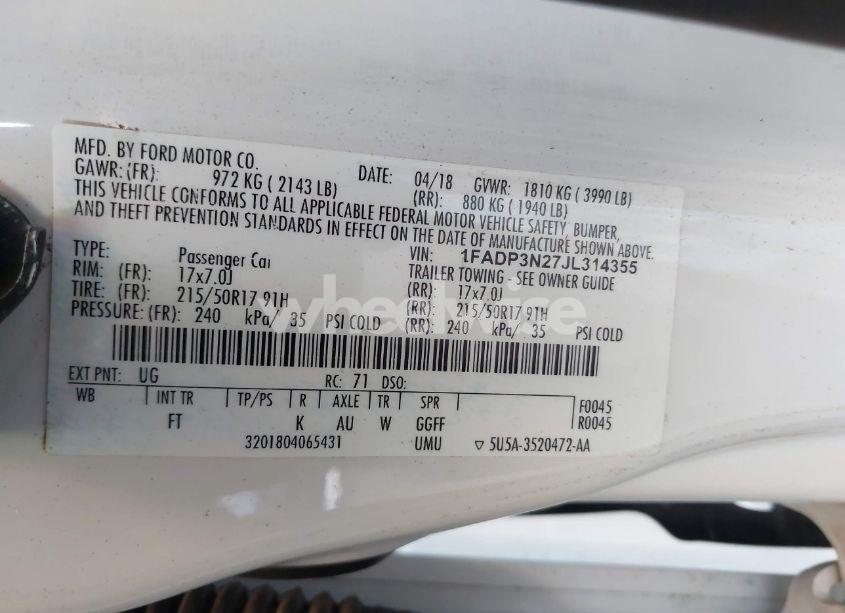 MFD. BY FORD MOTOR CO.
DATE: 04/18 GVWR: 1810 KG ( 3990 LB)
GAWR: (FR): 972 KG ( 2143 LB) (RR): 880 KG ( 1940 LB)
THIS VEHICLE CONFORMS TO ALL APPLICABLE FEDERAL MOTOR VEHICLE SAFETY, BUMPER,
AND THEFT PREVENTION STANDARDS IN EFFECT ON THE DATE OF MANUFACTURE SHOWN ABOVE.
VIN: 1FADP3N27JL314355
TYPE: Passenger Car TRAILER TOWING - SEE OWNER GUIDE
RIM: (FR): 17x7.0J (RR): 17x7.0J
TIRE: (FR): 215/50R17 91H (RR): 215/50R17 91H
PRESSURE: (FR): 240 kPa/ 35 PSI COLD (RR): 240 kPa/ 35 PSI COLD
wheelwise
EXT PNT: UG RC: 71 DSO:
WB INT TR TP/PS R AXLE TR SPR F0045
FT K AU W GGFF R0045
3201804065431 UMU ▽ 5U5A-3520472-AA